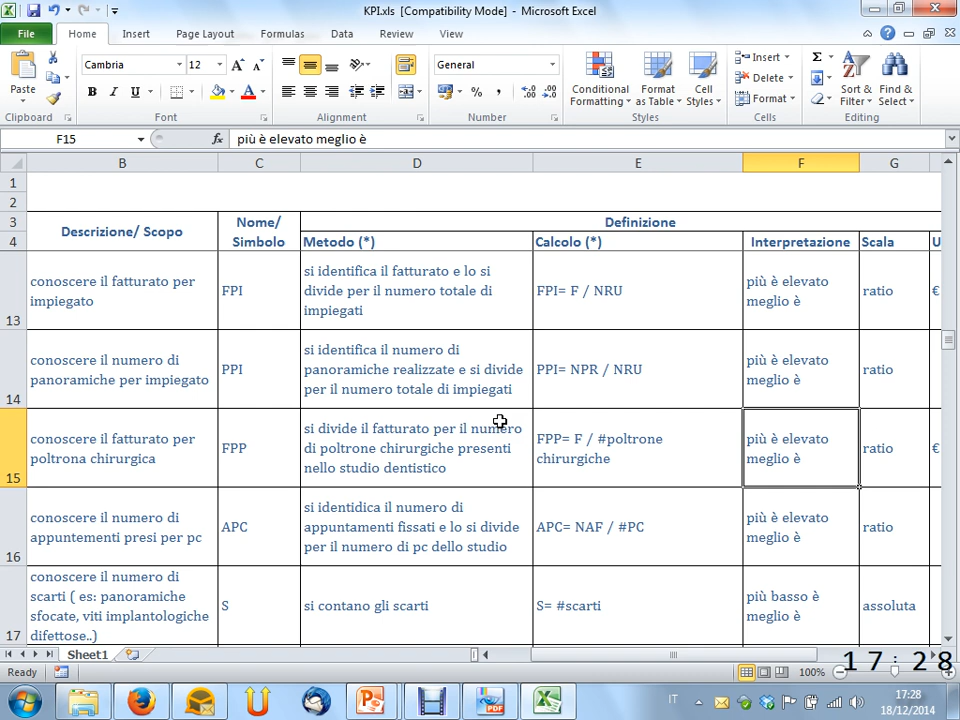 KPI.xls [Compatibility Mode] - Microsoft Excel
File Home Insert Page Layout Formulas Data Review View
Paste
Cambria 12
B I U
A
General
% ,
Conditional Formatting
Format as Table
Cell Styles
Insert
Delete
Format
Σ
Sort & Filter
Find & Select
Clipboard Font Alignment Number Styles Cells Editing
F15 fx più è elevato meglio è
B C D E F G
1
2
3 Descrizione/ Scopo Nome/ Simbolo Definizione
4 Metodo (*) Calcolo (*) Interpretazione Scala U
conoscere il fatturato per impiegato
FPI
si identifica il fatturato e lo si
divide per il numero totale di
impiegati
FPI= F / NRU
più è elevato
meglio è
ratio
€
13
conoscere il numero di
panoramiche per impiegato
PPI
si identifica il numero di
panoramiche realizzate e si divide
per il numero totale di impiegati
PPI= NPR / NRU
più è elevato
meglio è
ratio
14
conoscere il fatturato per
poltrona chirurgica
FPP
si divide il fatturato per il numero
di poltrone chirurgiche presenti
nello studio dentistico
FPP= F / #poltrone
chirurgiche
più è elevato
meglio è
ratio
€
15
conoscere il numero di
appuntementi presi per pc
APC
si identidica il numero di
appuntamenti fissati e lo si divide
per il numero di pc dello studio
APC= NAF / #PC
più è elevato
meglio è
ratio
16
conoscere il numero di
scarti ( es: panoramiche
sfocate, viti implantologiche
difettose..)
S
si contano gli scarti
S= #scarti
più basso è
meglio è
assoluta
17
Sheet1
Ready
100%
17:28
IT
17:28
18/12/2014